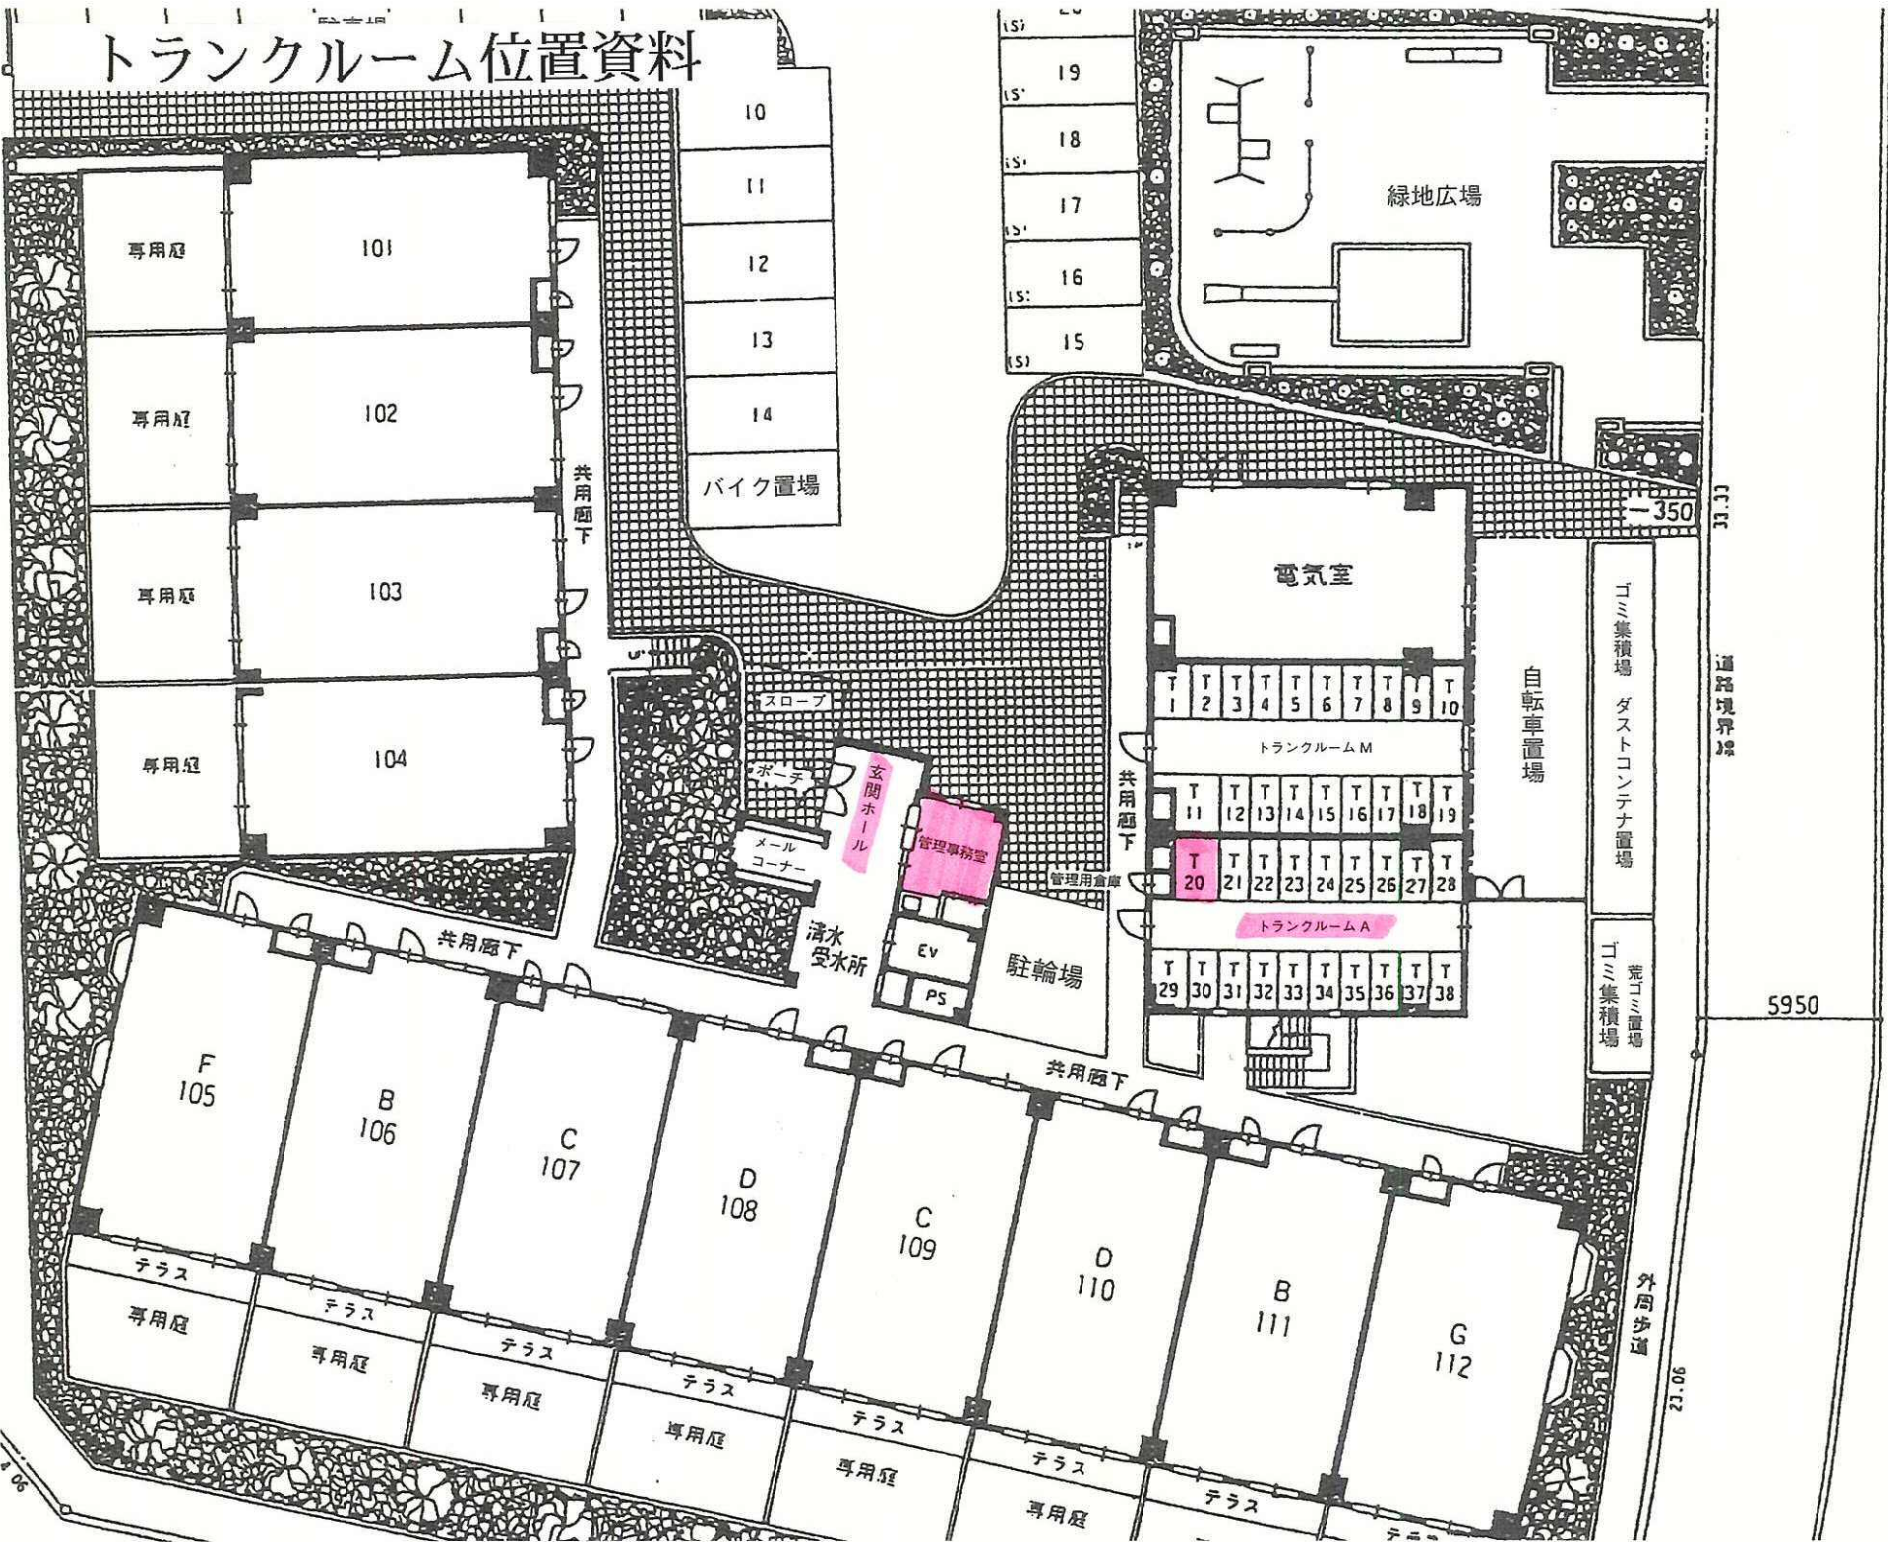 トランクルーム位置資料
10
11
12
13
14
バイク置場
19
(S)
18
(S)
17
(S)
16
(S)
15
(S)
緑地広場
専用庭
101
専用庭
102
専用庭
103
専用庭
104
共用廊下
スロープ
ポーチ
玄関ホール
メール
コーナー
管理事務室
清水
受水所
EV
PS
駐輪場
管理用倉庫
共用廊下
電気室
T 1
T 2
T 3
T 4
T 5
T 6
T 7
T 8
T 9
T 10
トランクルーム M
T 11
T 12
T 13
T 14
T 15
T 16
T 17
T 18
T 19
T 20
T 21
T 22
T 23
T 24
T 25
T 26
T 27
T 28
トランクルーム A
T 29
T 30
T 31
T 32
T 33
T 34
T 35
T 36
T 37
T 38
自転車置場
ゴミ集積場 ダストコンテナ置場
ゴミ集積場
荒ゴミ置場
-350
33.33
道路境界線
5950
外周歩道
23.06
共用廊下
共用廊下
F
105
B
106
C
107
D
108
C
109
D
110
B
111
G
112
テラス
専用庭
テラス
専用庭
テラス
専用庭
テラス
専用庭
テラス
専用庭
テラス
専用庭
テラス
テラス